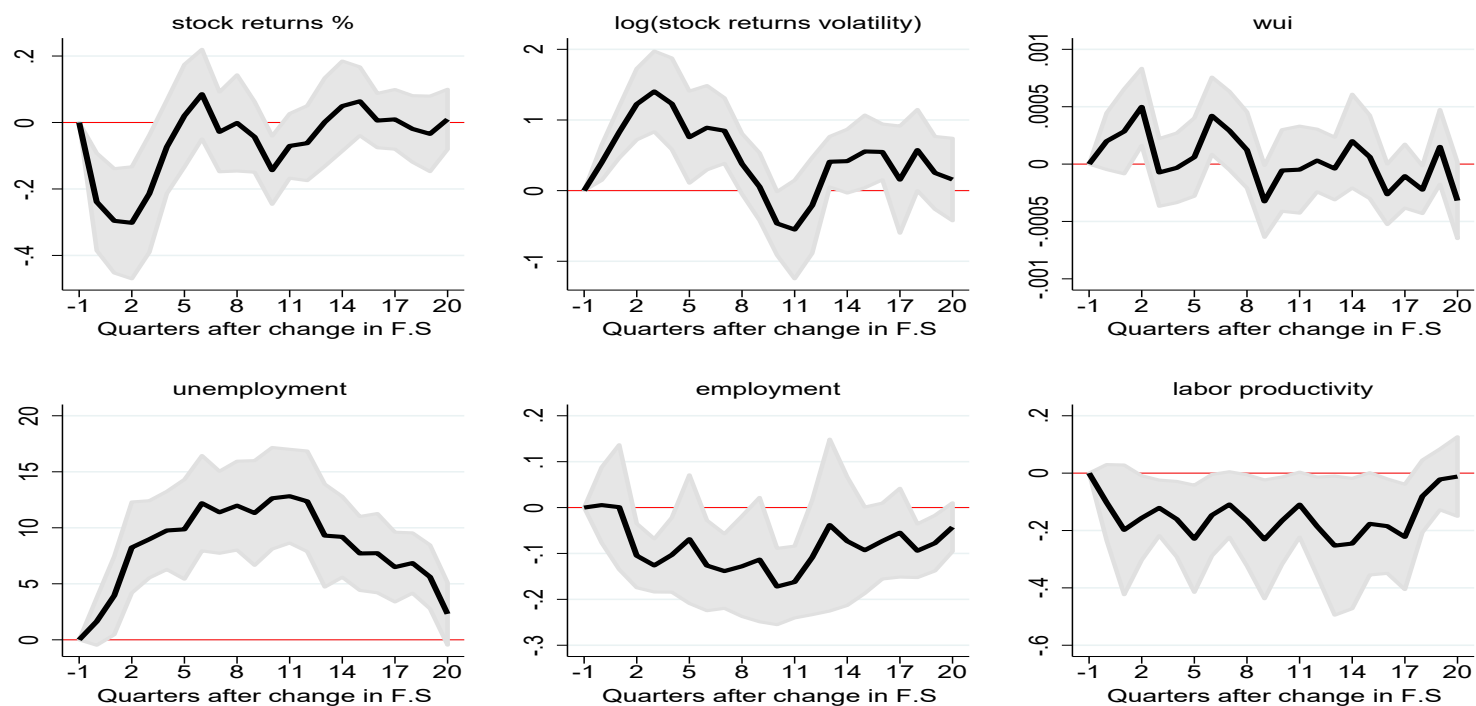 stock returns %
.2
0
-.2
-.4
-1 2 5 8 11 14 17 20
Quarters after change in F.S
log(stock returns volatility)
2
1
0
-1
-1 2 5 8 11 14 17 20
Quarters after change in F.S
wui
.001
.0005
0
-.0005
-.001
-1 2 5 8 11 14 17 20
Quarters after change in F.S
unemployment
20
15
10
5
0
-1 2 5 8 11 14 17 20
Quarters after change in F.S
employment
.2
.1
0
-.1
-.2
-.3
-1 2 5 8 11 14 17 20
Quarters after change in F.S
labor productivity
.2
0
-.2
-.4
-.6
-1 2 5 8 11 14 17 20
Quarters after change in F.S